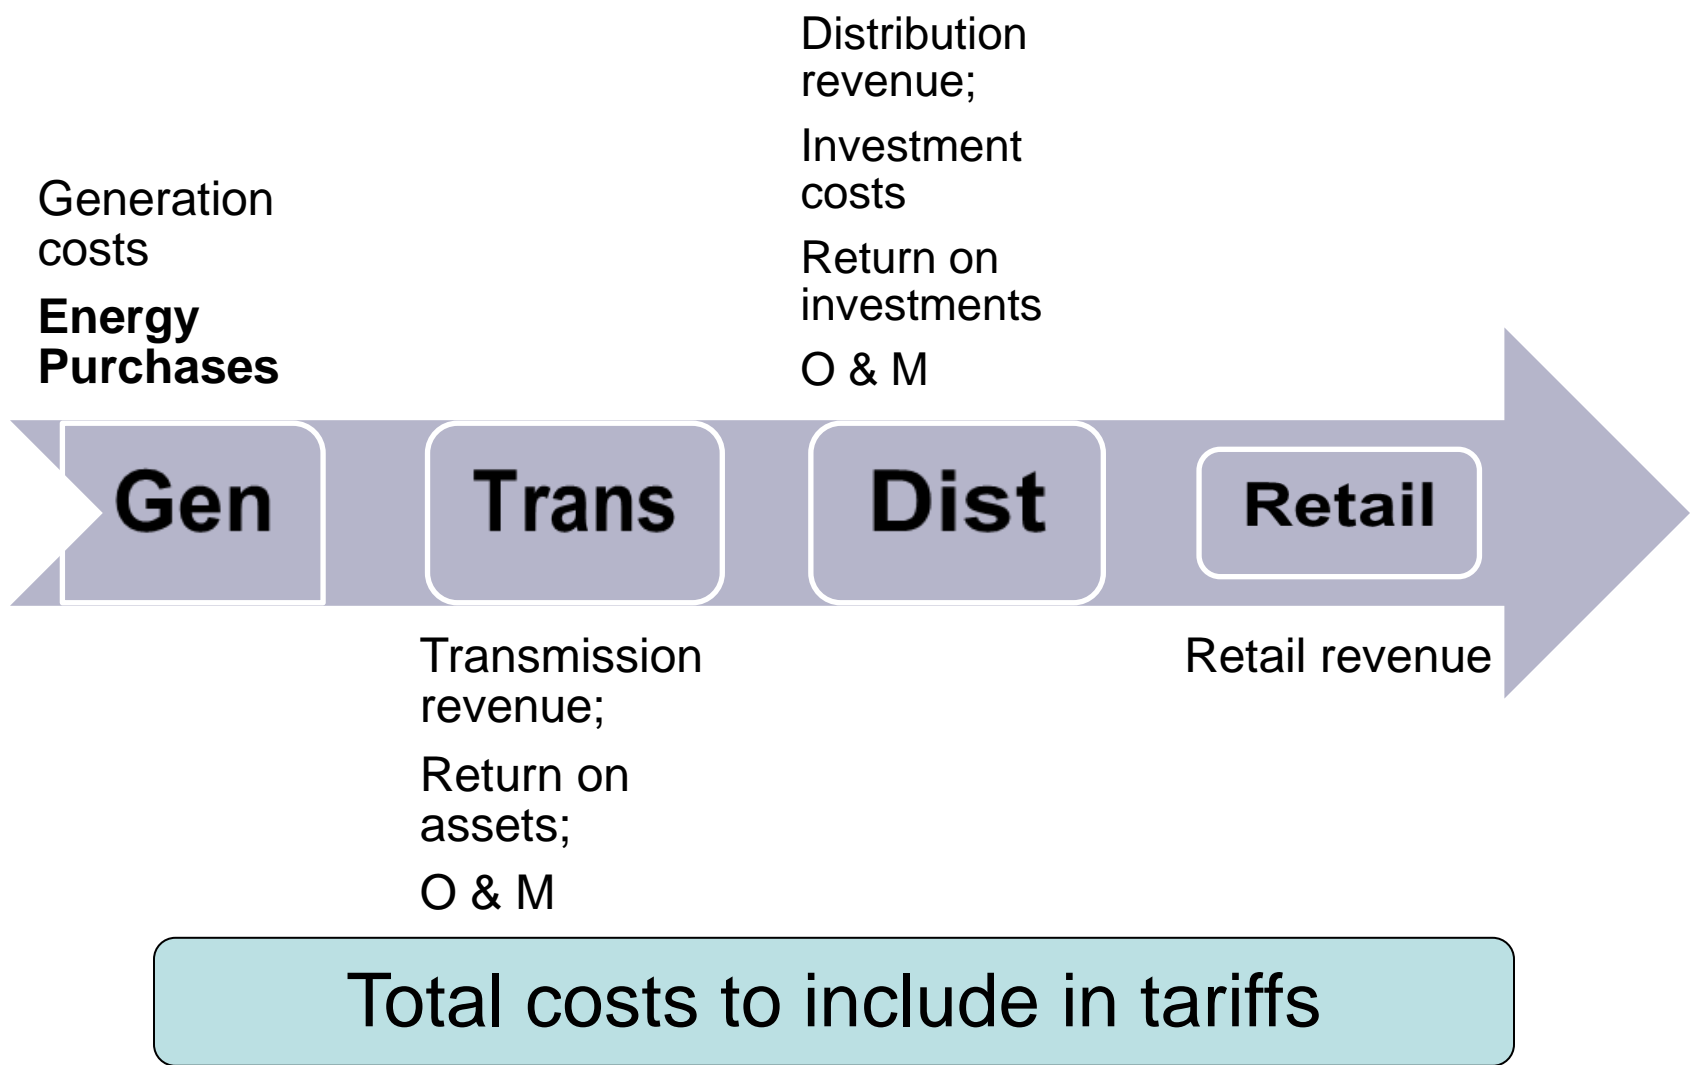 Distribution
revenue;
Investment
costs
Return on
investments
O & M
Generation
costs
Energy
Purchases
Gen
Trans
Dist
Retail
Transmission
revenue;
Return on
assets;
O & M
Retail revenue
Total costs to include in tariffs